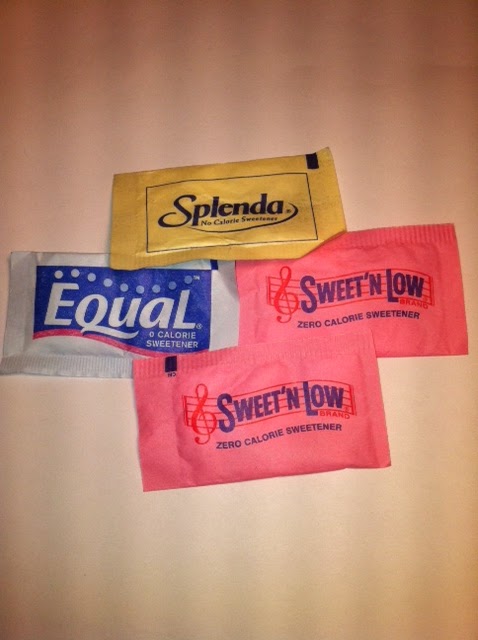 Splenda®
No Calorie Sweetener
EQUAL®
™
0 CALORIE
SWEETENER
SWEET'N LOW
BRAND
ZERO CALORIE SWEETENER
SWEET'N LOW
BRAND
ZERO CALORIE SWEETENER